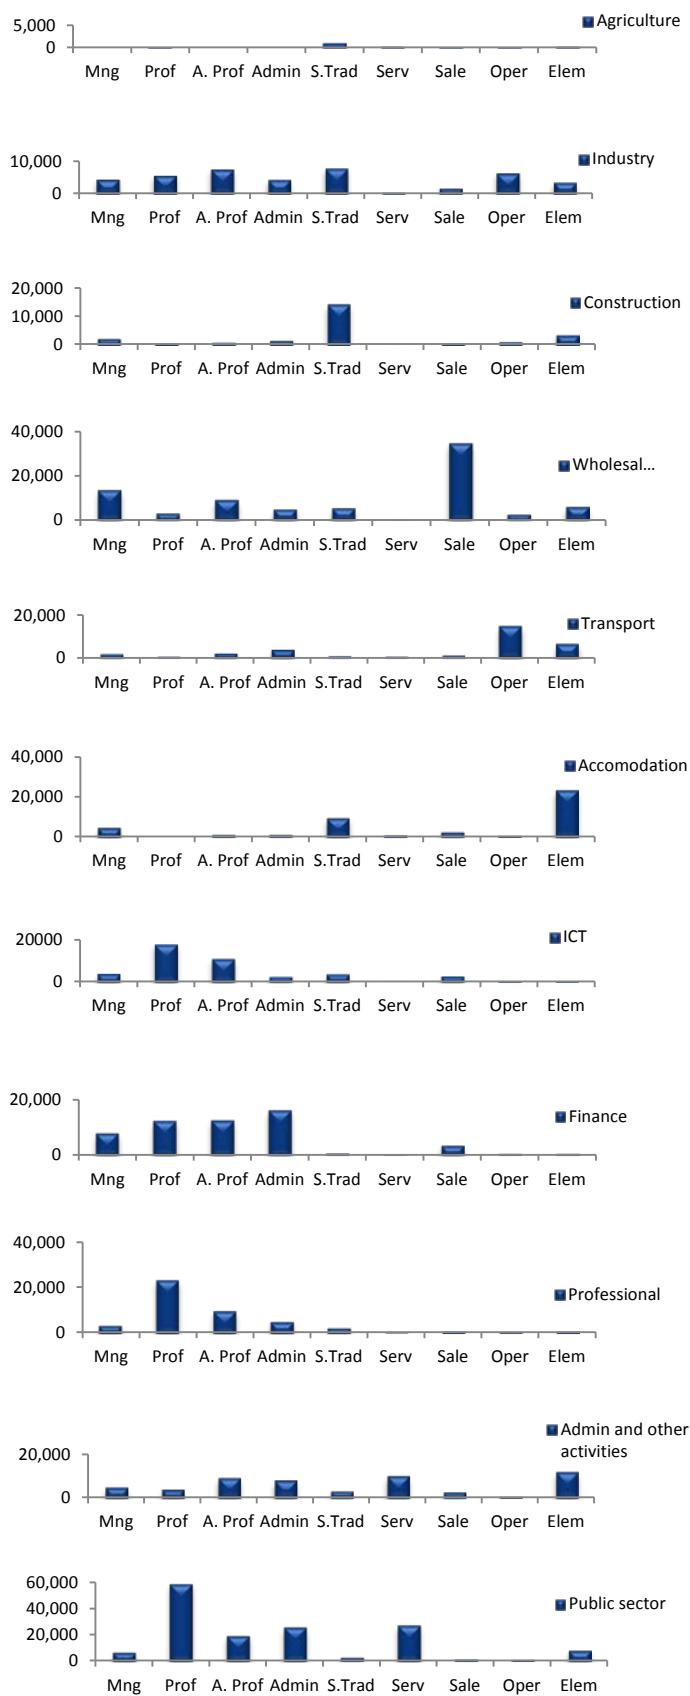 5,000
0
Agriculture
Mng Prof A. Prof Admin S.Trad Serv Sale Oper Elem
10,000
0
Industry
Mng Prof A. Prof Admin S.Trad Serv Sale Oper Elem
20,000
10,000
0
Construction
Mng Prof A. Prof Admin S.Trad Serv Sale Oper Elem
40,000
20,000
0
Wholesal...
Mng Prof A. Prof Admin S.Trad Serv Sale Oper Elem
20,000
0
Transport
Mng Prof A. Prof Admin S.Trad Serv Sale Oper Elem
40,000
20,000
0
Accomodation
Mng Prof A. Prof Admin S.Trad Serv Sale Oper Elem
20000
0
ICT
Mng Prof A. Prof Admin S.Trad Serv Sale Oper Elem
20,000
0
Finance
Mng Prof A. Prof Admin S.Trad Serv Sale Oper Elem
40,000
20,000
0
Professional
Mng Prof A. Prof Admin S.Trad Serv Sale Oper Elem
20,000
0
Admin and other
activities
Mng Prof A. Prof Admin S.Trad Serv Sale Oper Elem
60,000
40,000
20,000
0
Public sector
Mng Prof A. Prof Admin S.Trad Serv Sale Oper Elem